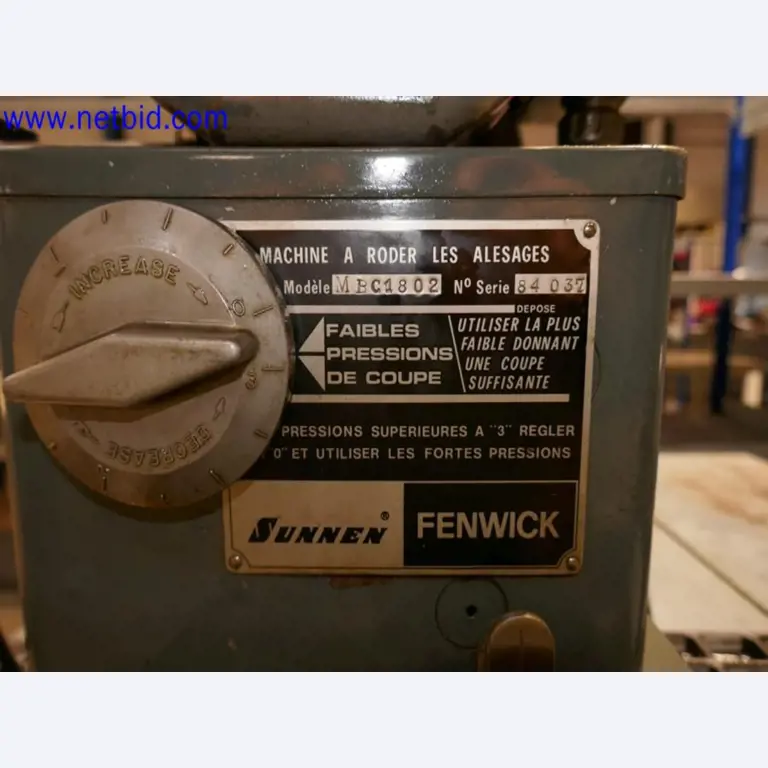 www.netbid.com
INCREASE
DECREASE
MACHINE A RODER LES ALESAGES
Modèle MBC1802 Nº Serie 84 037
DEPOSE
FAIBLES
PRESSIONS
DE COUPE
UTILISER LA PLUS
FAIBLE DONNANT
UNE COUPE
SUFFISANTE
PRESSIONS SUPERIEURES A "3" REGLER
"0" ET UTILISER LES FORTES PRESSIONS
SUNNEN®
FENWICK